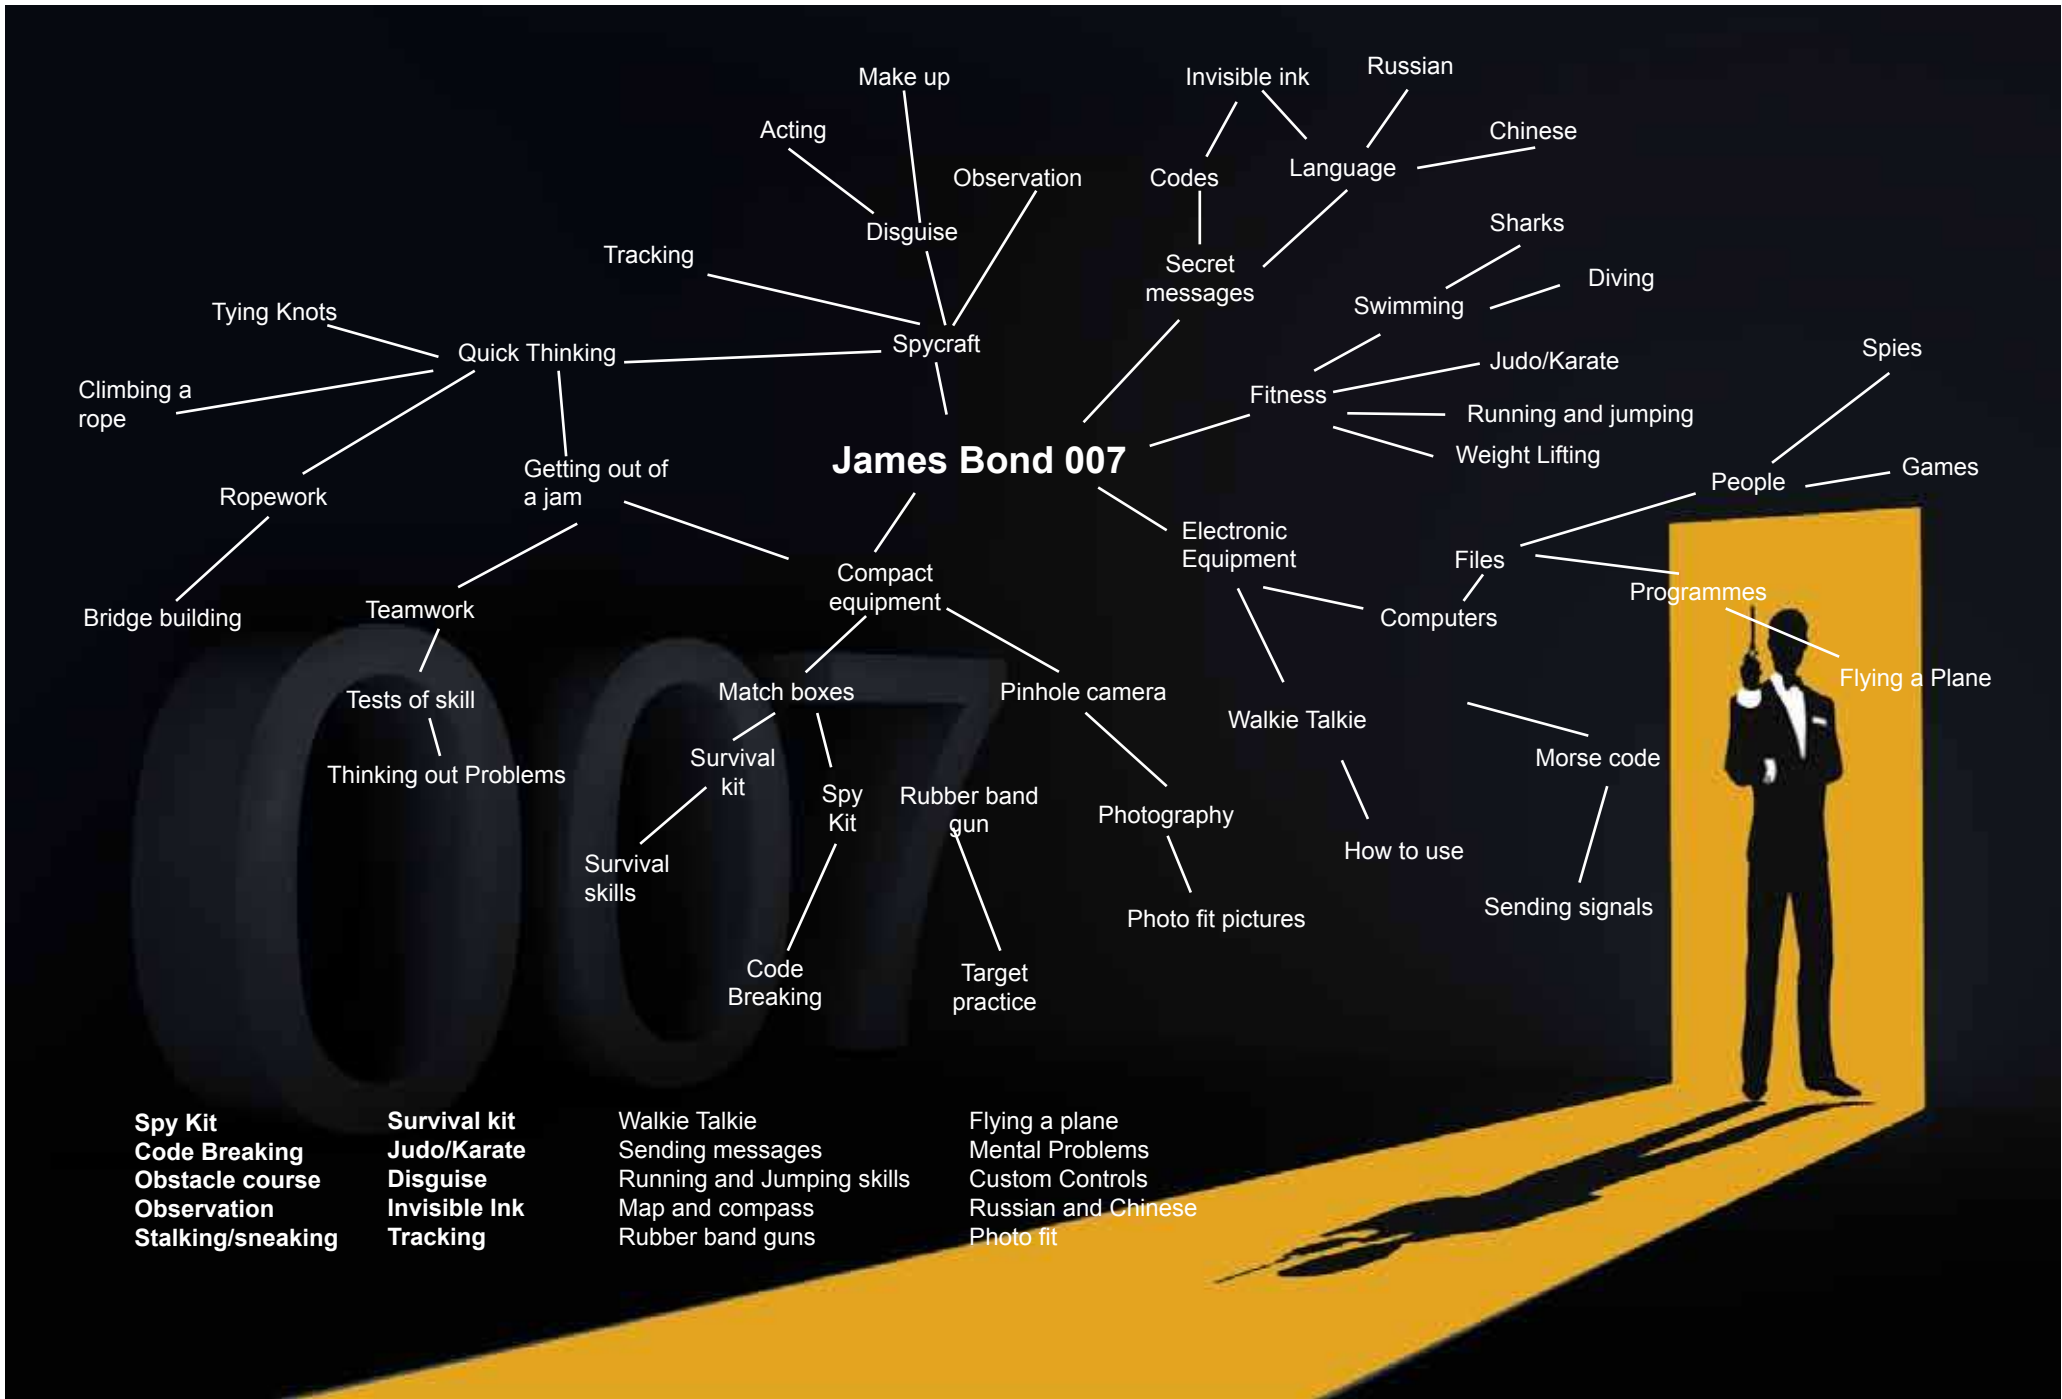 Make up
Invisible ink
Russian
Acting
Chinese
Observation
Codes
Language
Disguise
Sharks
Tracking
Secret
messages
Diving
Swimming
Tying Knots
Quick Thinking
Spycraft
Spies
Judo/Karate
Climbing a
rope
Fitness
Running and jumping
James Bond 007
Weight Lifting
Getting out of
a jam
Games
People
Ropework
Electronic
Equipment
Files
Compact
equipment
Programmes
Bridge building
Teamwork
Computers
Flying a Plane
Tests of skill
Match boxes
Pinhole camera
Walkie Talkie
Survival
kit
Morse code
Thinking out Problems
Spy
Kit
Rubber band
gun
Photography
How to use
Survival
skills
Sending signals
Photo fit pictures
Code
Breaking
Target
practice
007
Spy Kit
Code Breaking
Obstacle course
Observation
Stalking/sneaking
Survival kit
Judo/Karate
Disguise
Invisible Ink
Tracking
Walkie Talkie
Sending messages
Running and Jumping skills
Map and compass
Rubber band guns
Flying a plane
Mental Problems
Custom Controls
Russian and Chinese
Photo fit